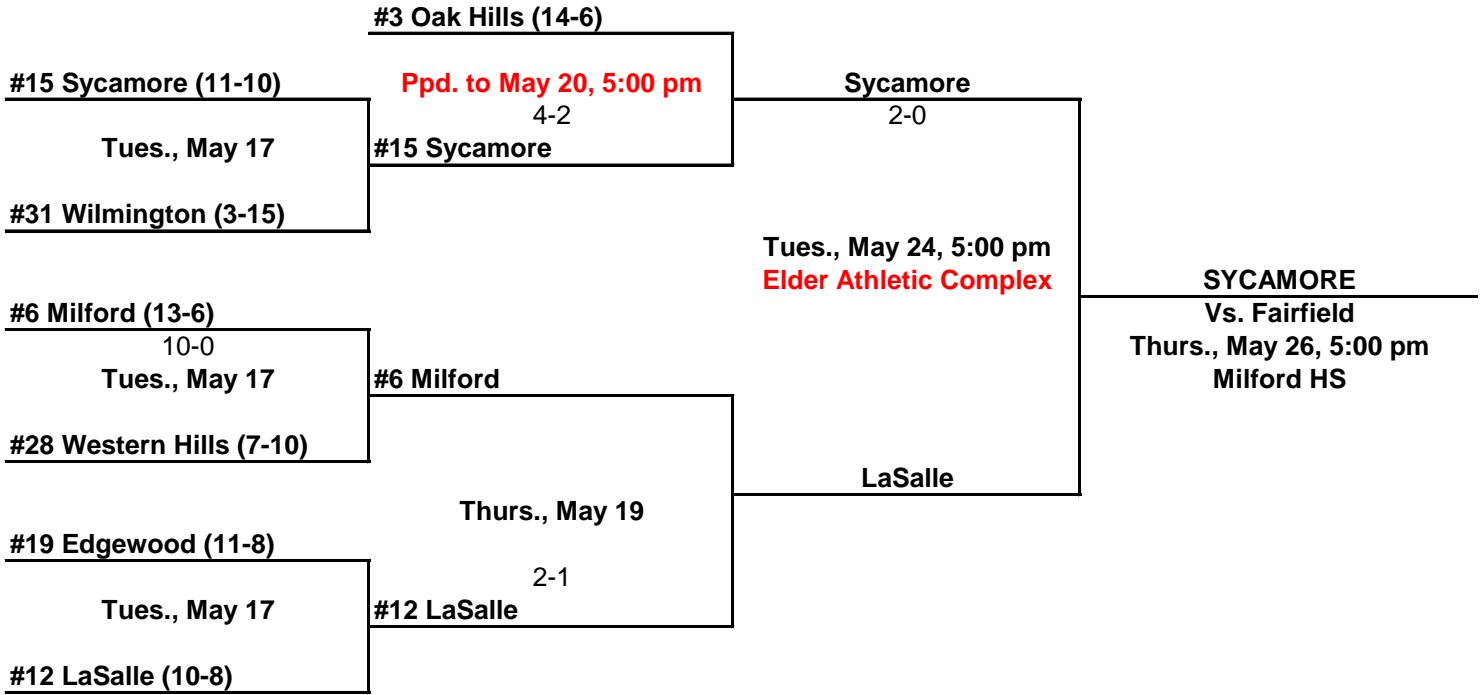 #3 Oak Hills (14-6)
#15 Sycamore (11-10)
Ppd. to May 20, 5:00 pm
Sycamore
4-2
2-0
Tues., May 17
#15 Sycamore
#31 Wilmington (3-15)
Tues., May 24, 5:00 pm
Elder Athletic Complex
SYCAMORE
#6 Milford (13-6)
Vs. Fairfield
10-0
Thurs., May 26, 5:00 pm
Tues., May 17
#6 Milford
Milford HS
#28 Western Hills (7-10)
LaSalle
Thurs., May 19
#19 Edgewood (11-8)
2-1
Tues., May 17
#12 LaSalle
#12 LaSalle (10-8)